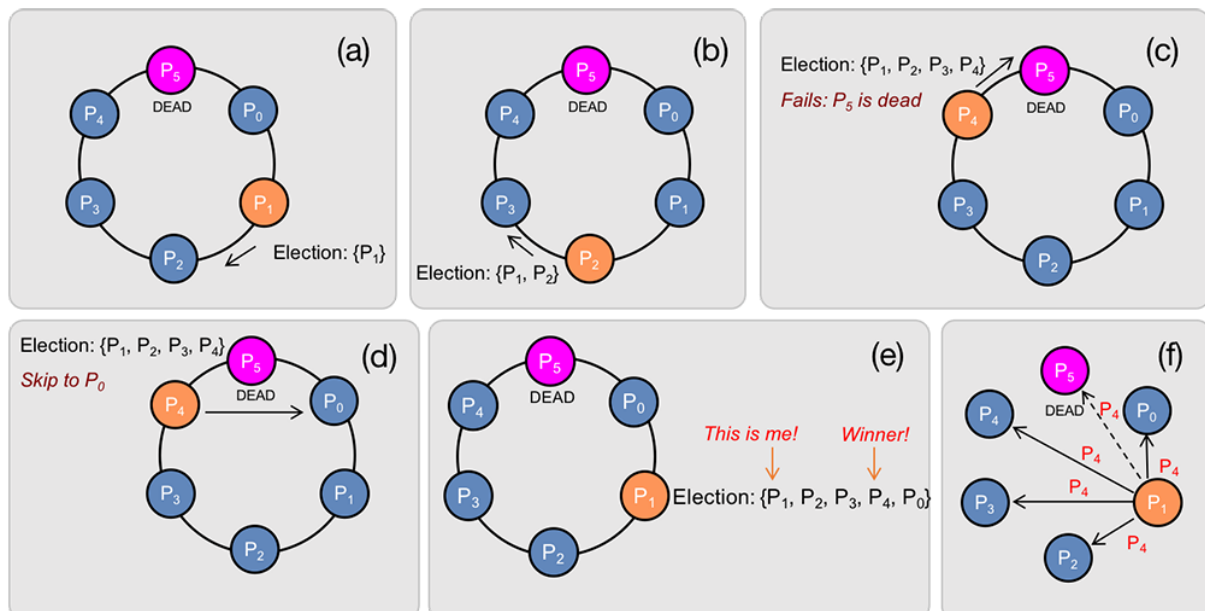 (a)
P₅
DEAD
P₄
P₀
P₃
P₁
P₂
Election: {P₁}
(b)
P₅
DEAD
P₄
P₀
P₃
P₁
P₂
Election: {P₁, P₂}
(c)
Election: {P₁, P₂, P₃, P₄}
Fails: P₅ is dead
P₅
DEAD
P₄
P₀
P₃
P₁
P₂
(d)
Election: {P₁, P₂, P₃, P₄}
Skip to P₀
P₅
DEAD
P₄
P₀
P₃
P₁
P₂
(e)
P₅
DEAD
P₄
P₀
P₃
P₁
P₂
This is me!
Winner!
Election: {P₁, P₂, P₃, P₄, P₀}
(f)
P₅
DEAD
P₄
P₀
P₄
P₄
P₄
P₄
P₃
P₁
P₄
P₂